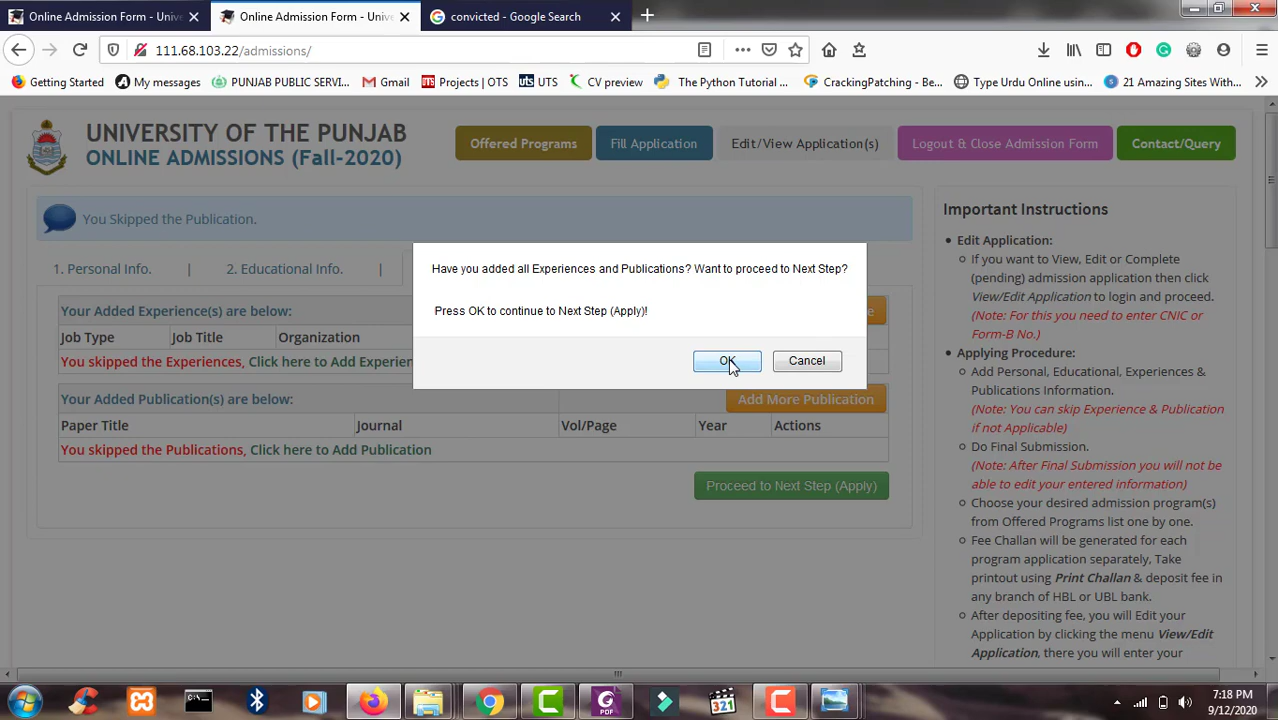 Online Admission Form - Unive
Online Admission Form - Unive
convicted - Google Search
111.68.103.22/admissions/
Getting Started
My messages
PUNJAB PUBLIC SERVI...
Gmail
Projects | OTS
UTS
CV preview
The Python Tutorial ...
CrackingPatching - Be...
Type Urdu Online using...
21 Amazing Sites With...
UNIVERSITY OF THE PUNJAB
ONLINE ADMISSIONS (Fall-2020)
Offered Programs
Fill Application
Edit/View Application(s)
Logout & Close Admission Form
Contact/Query
You Skipped the Publication.
1. Personal Info. |
2. Educational Info. |
Have you added all Experiences and Publications? Want to proceed to Next Step?
Press OK to continue to Next Step (Apply)!
OK
Cancel
Your Added Experience(s) are below:
Job Type
Job Title
Organization
You skipped the Experiences, Click here to Add Experien
Your Added Publication(s) are below:
Add More Publication
Paper Title
Journal
Vol/Page
Year
Actions
You skipped the Publications, Click here to Add Publication
Proceed to Next Step (Apply)
Important Instructions
Edit Application:
If you want to View, Edit or Complete
(pending) admission application then click
View/Edit Application to login and proceed.
(Note: For this you need to enter CNIC or
Form-B No.)
Applying Procedure:
Add Personal, Educational, Experiences &
Publications Information.
(Note: You can skip Experience & Publication
if not Applicable)
Do Final Submission.
(Note: After Final Submission you will not be
able to edit your entered information)
Choose your desired admission program(s)
from Offered Programs list one by one.
Fee Challan will be generated for each
program application separately, Take
printout using Print Challan & deposit fee in
any branch of HBL or UBL bank.
After depositing fee, you will Edit your
Application by clicking the menu View/Edit
Application, there you will enter your
321
PDF
7:18 PM
9/12/2020